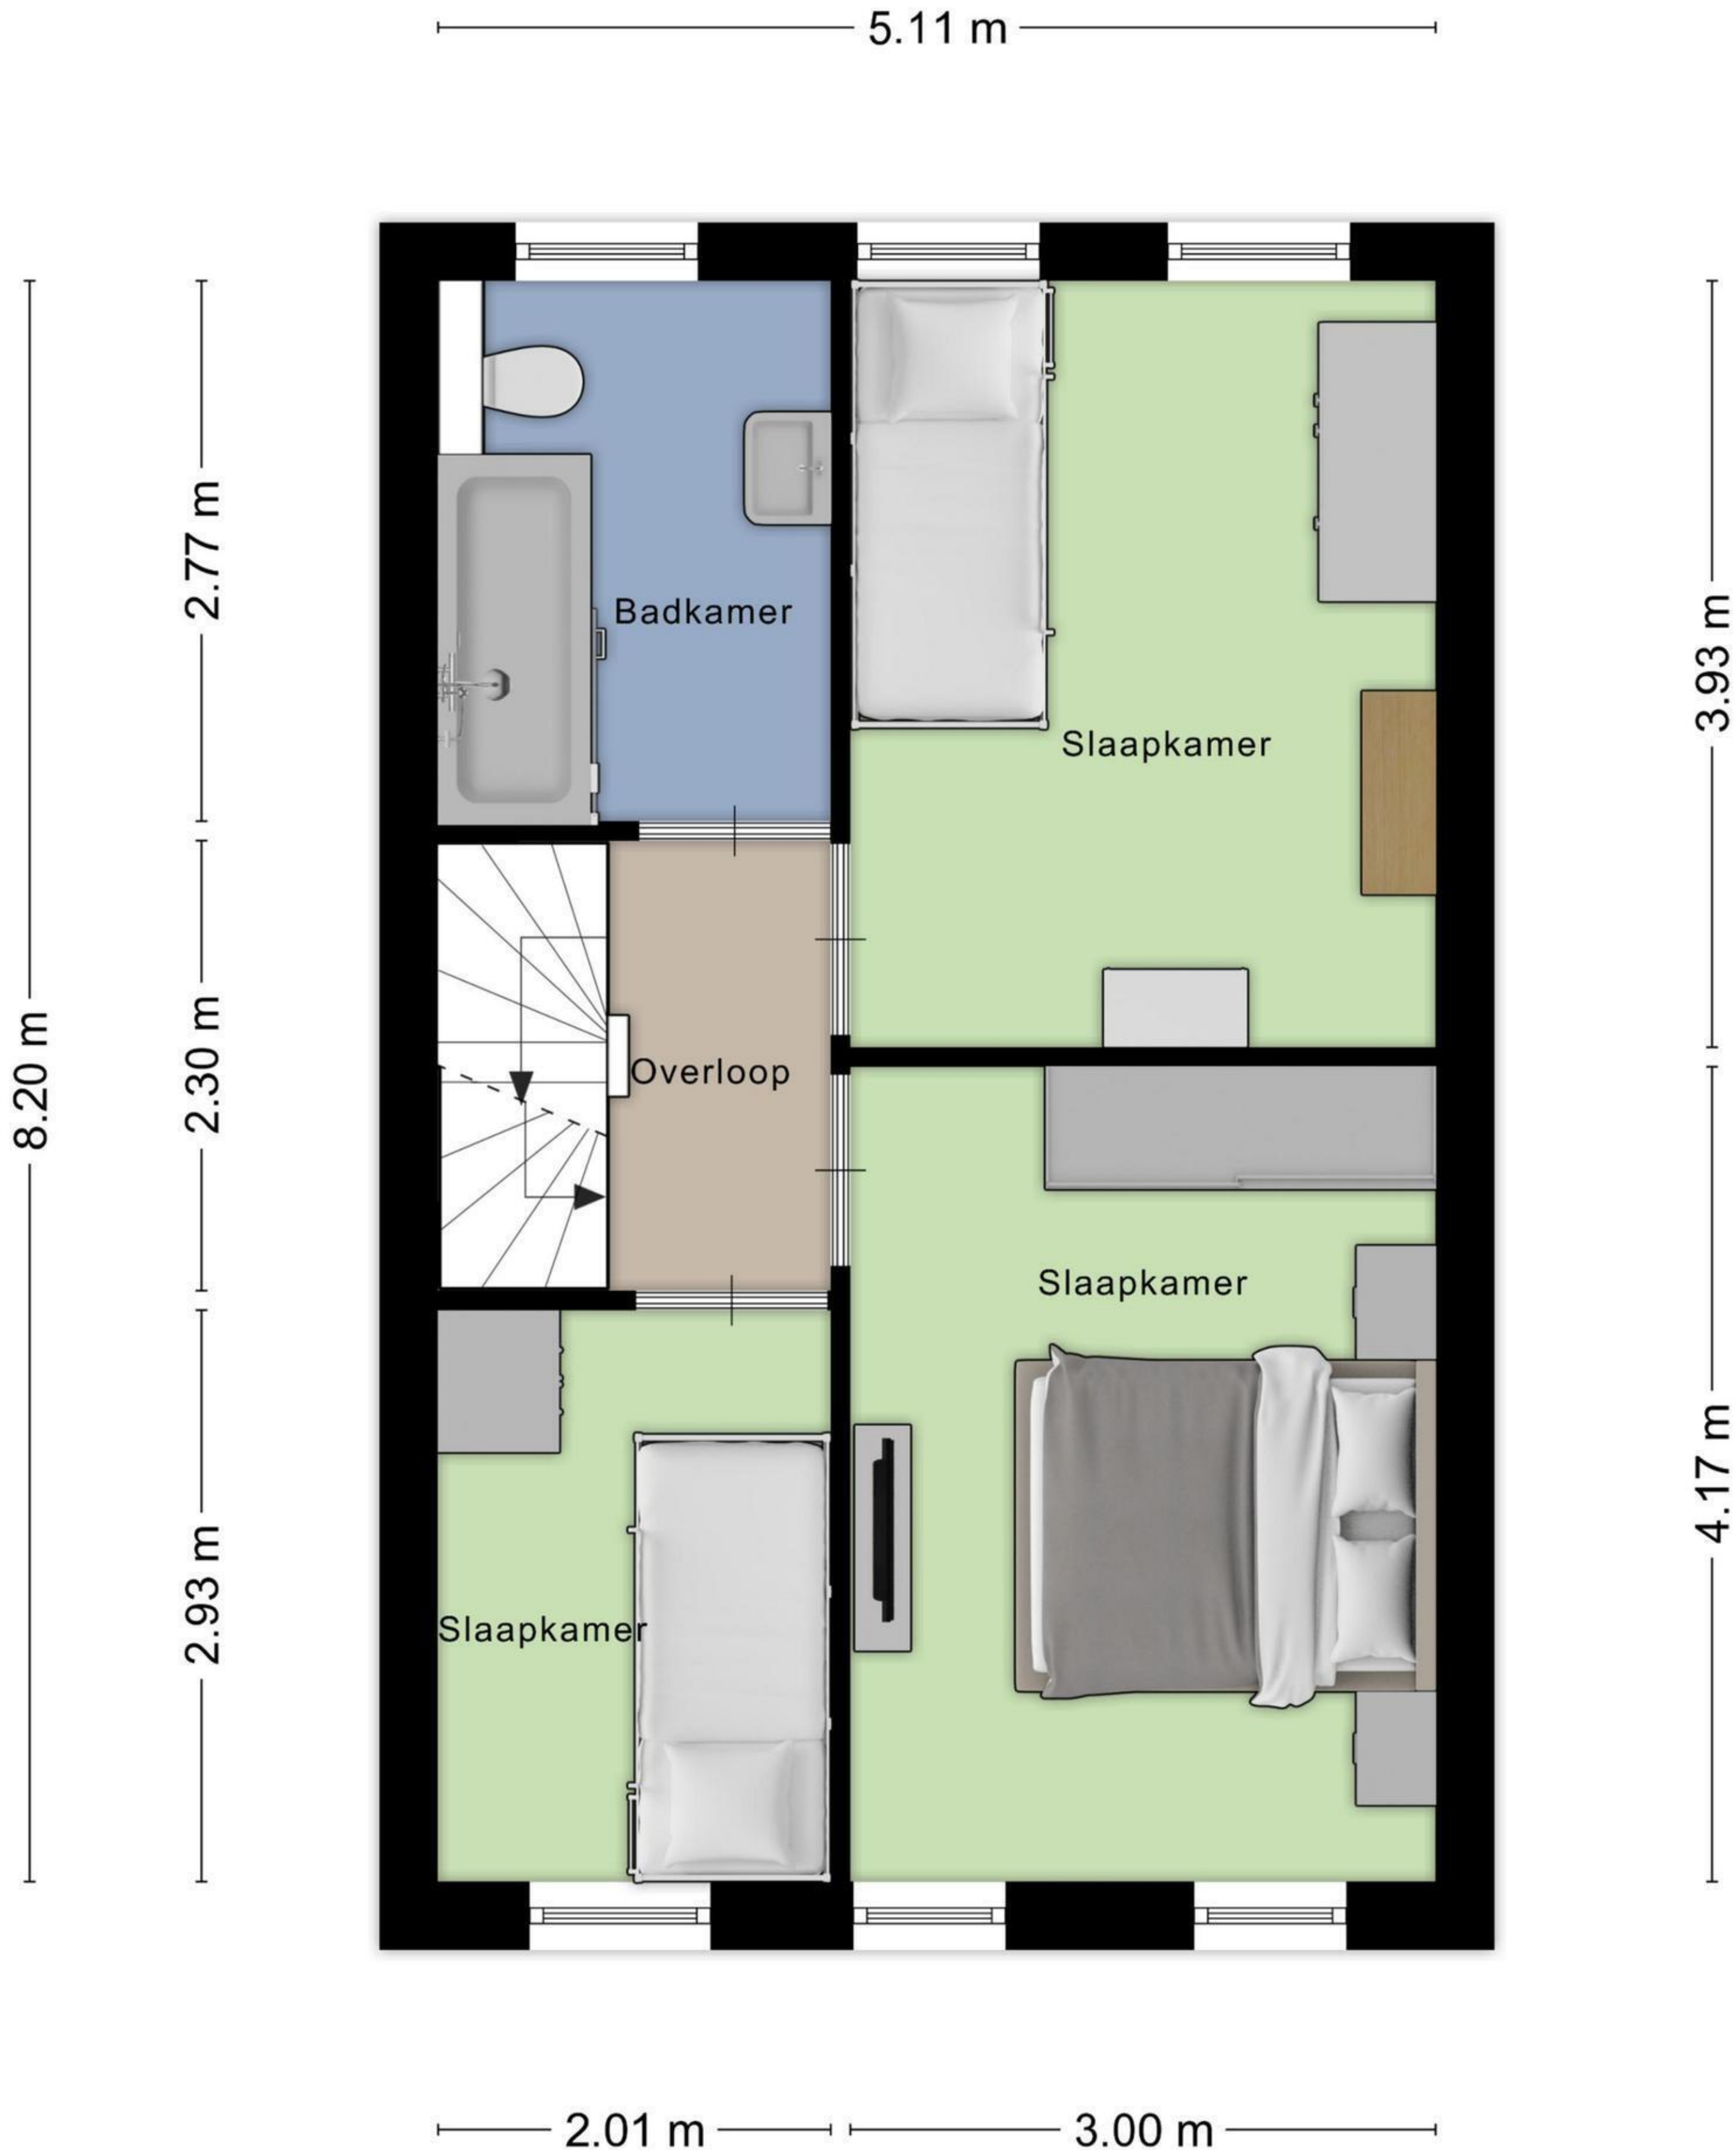 5.11 m
2.77 m
Badkamer
3.93 m
Slaapkamer
8.20 m
2.30 m
Overloop
Slaapkamer
4.17 m
2.93 m
Slaapkamer
2.01 m
3.00 m